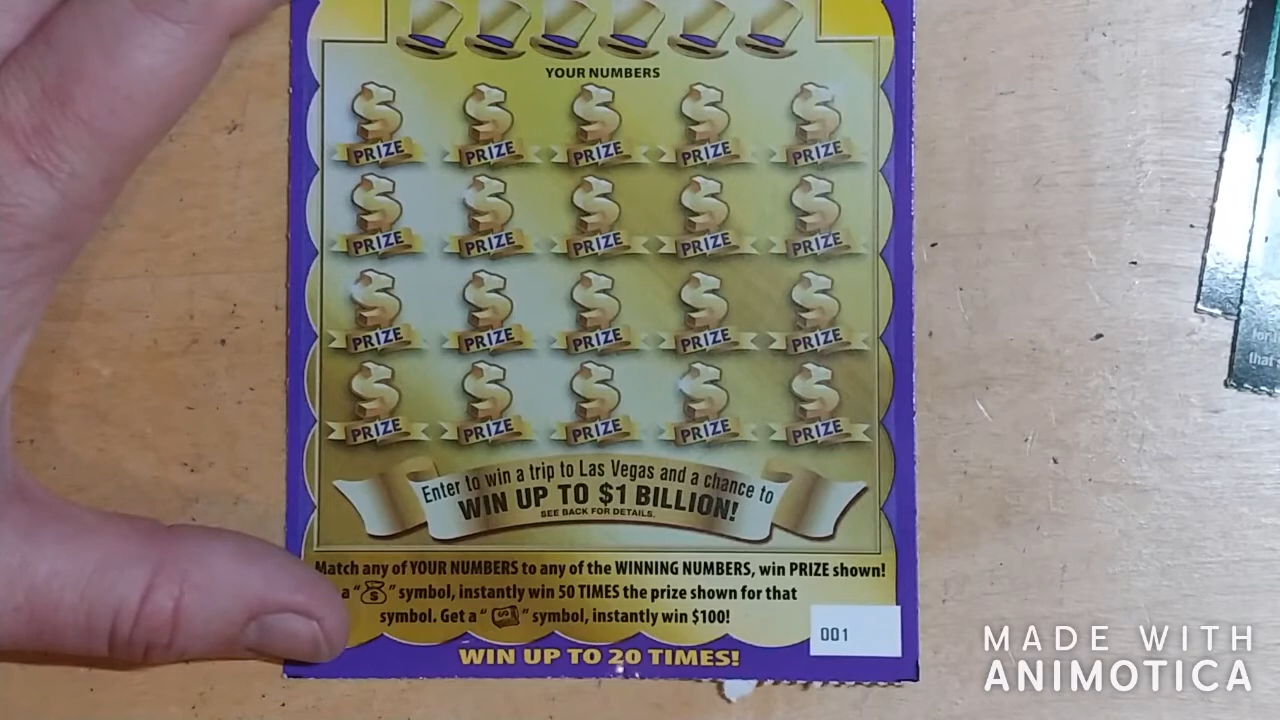 YOUR NUMBERS
PRIZE PRIZE PRIZE PRIZE PRIZE
PRIZE PRIZE PRIZE PRIZE PRIZE
PRIZE PRIZE PRIZE PRIZE PRIZE
PRIZE PRIZE PRIZE PRIZE PRIZE
Enter to win a trip to Las Vegas and a chance to
WIN UP TO $1 BILLION!
SEE BACK FOR DETAILS.
Match any of YOUR NUMBERS to any of the WINNING NUMBERS, win PRIZE shown!
a "$" symbol, instantly win 50 TIMES the prize shown for that
symbol. Get a "$" symbol, instantly win $100!
001
WIN UP TO 20 TIMES!
that
MADE WITH
ANIMOTICA